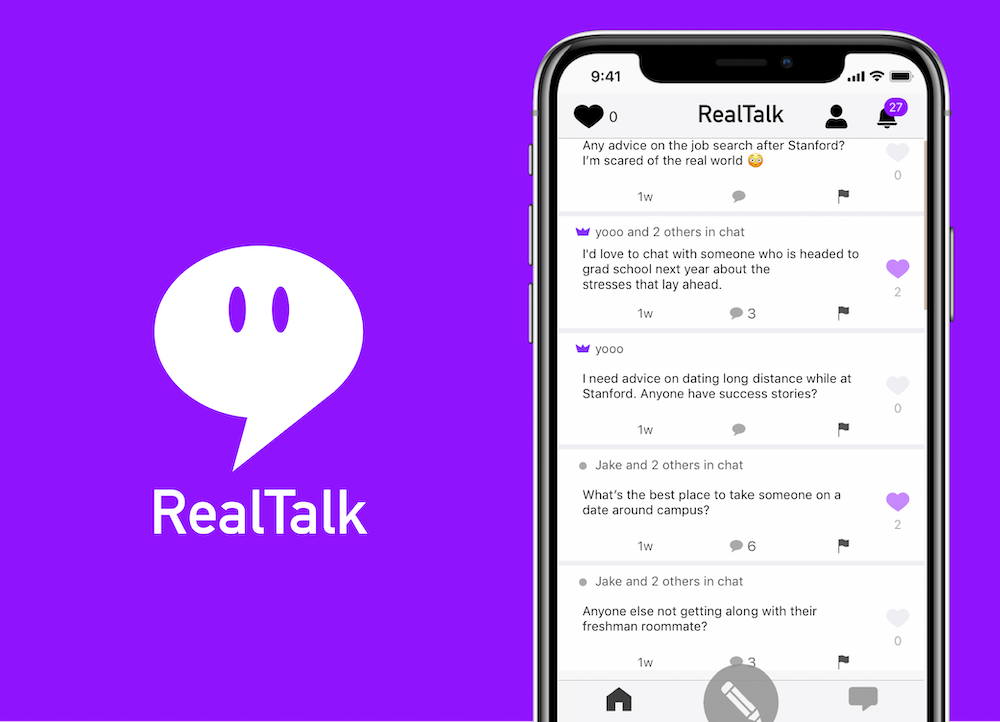 RealTalk
9:41
0
RealTalk
27
Any advice on the job search after Stanford?
I'm scared of the real world 😳
0
1w
yooo and 2 others in chat
I'd love to chat with someone who is headed to
grad school next year about the
stresses that lay ahead.
2
1w
3
yooo
I need advice on dating long distance while at
Stanford. Anyone have success stories?
0
1w
Jake and 2 others in chat
What's the best place to take someone on a
date around campus?
2
1w
6
Jake and 2 others in chat
Anyone else not getting along with their
freshman roommate?
0
1w
3